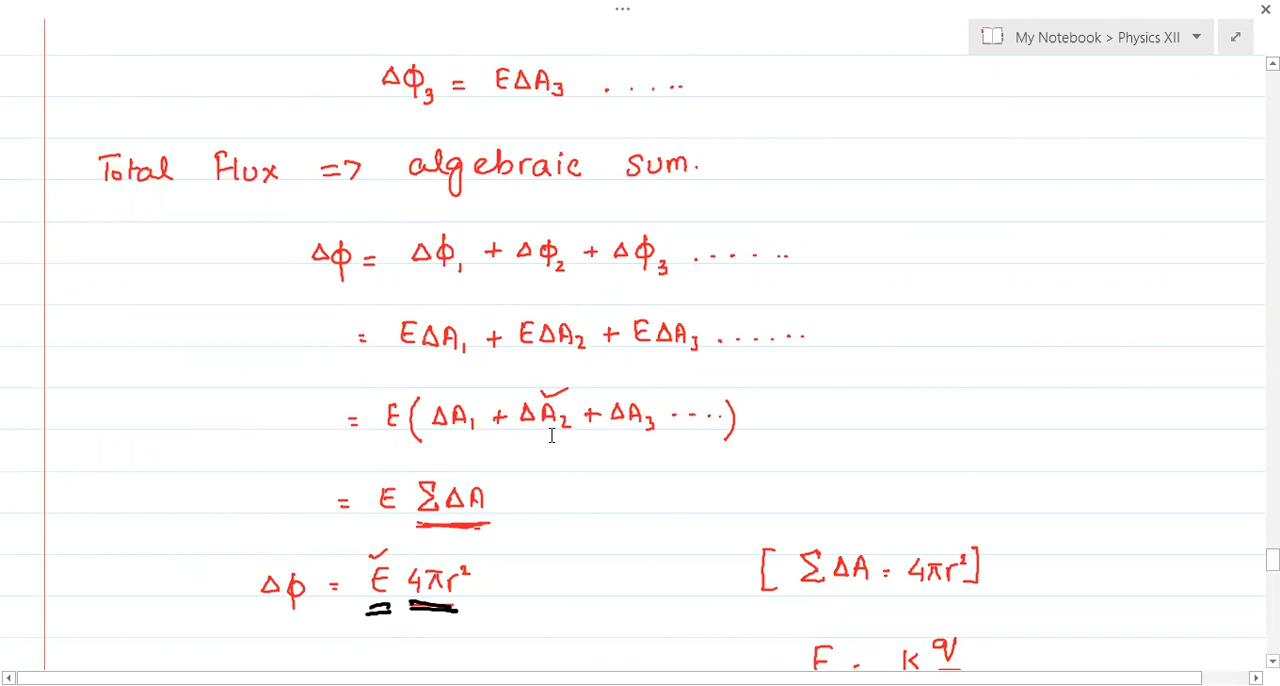 My Notebook > Physics XII
Δφ₃ = EΔA₃ . . . . .
Total Flux => algebraic sum.
Δφ = Δφ₁ + Δφ₂ + Δφ₃ . . . . . .
= EΔA₁ + EΔA₂ + EΔA₃ . . . . . .
= E( ΔA₁ + ΔA₂ + ΔA₃ . . . . )
= E ΣΔA
Δφ = E 4πr² [ ΣΔA = 4πr² ]
E = K q